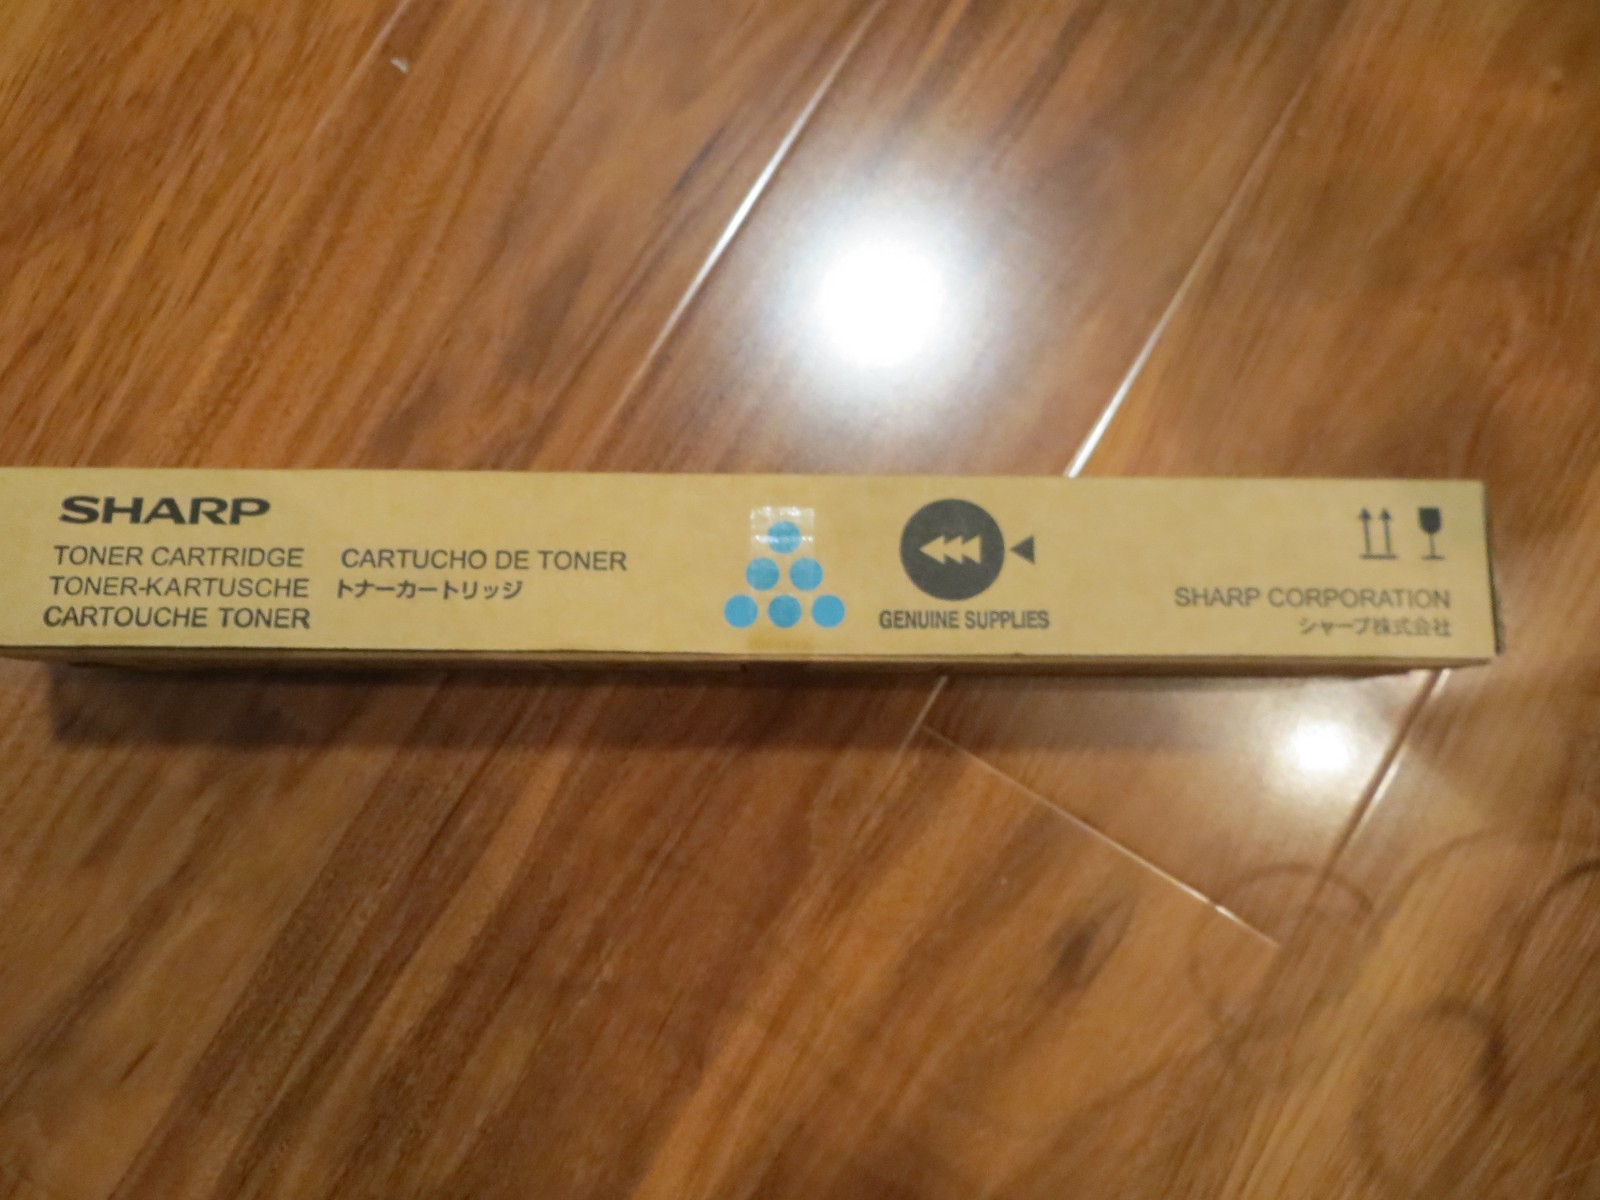 SHARP
TONER CARTRIDGE
TONER-KARTUSCHE
CARTOUCHE TONER
CARTUCHO DE TONER
トナーカートリッジ
GENUINE SUPPLIES
SHARP CORPORATION
シャープ株式会社